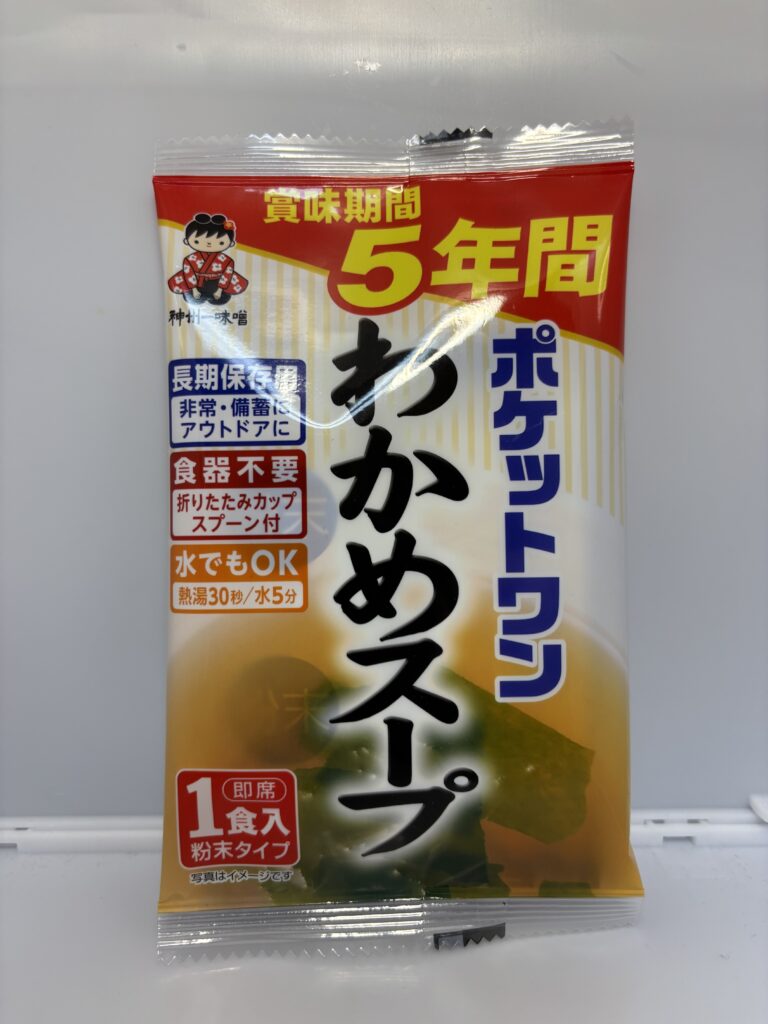 賞味期間
5年間
神州一味噌
ポケットワン
わかめスープ
長期保存用
非常・備蓄に
アウトドアに
食器不要
折りたたみカップ
スプーン付
水でもOK
熱湯30秒/水5分
即席
1食入
粉末タイプ
写真はイメージです